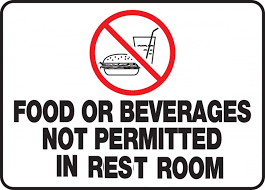 FOOD OR BEVERAGES
NOT PERMITTED
IN REST ROOM